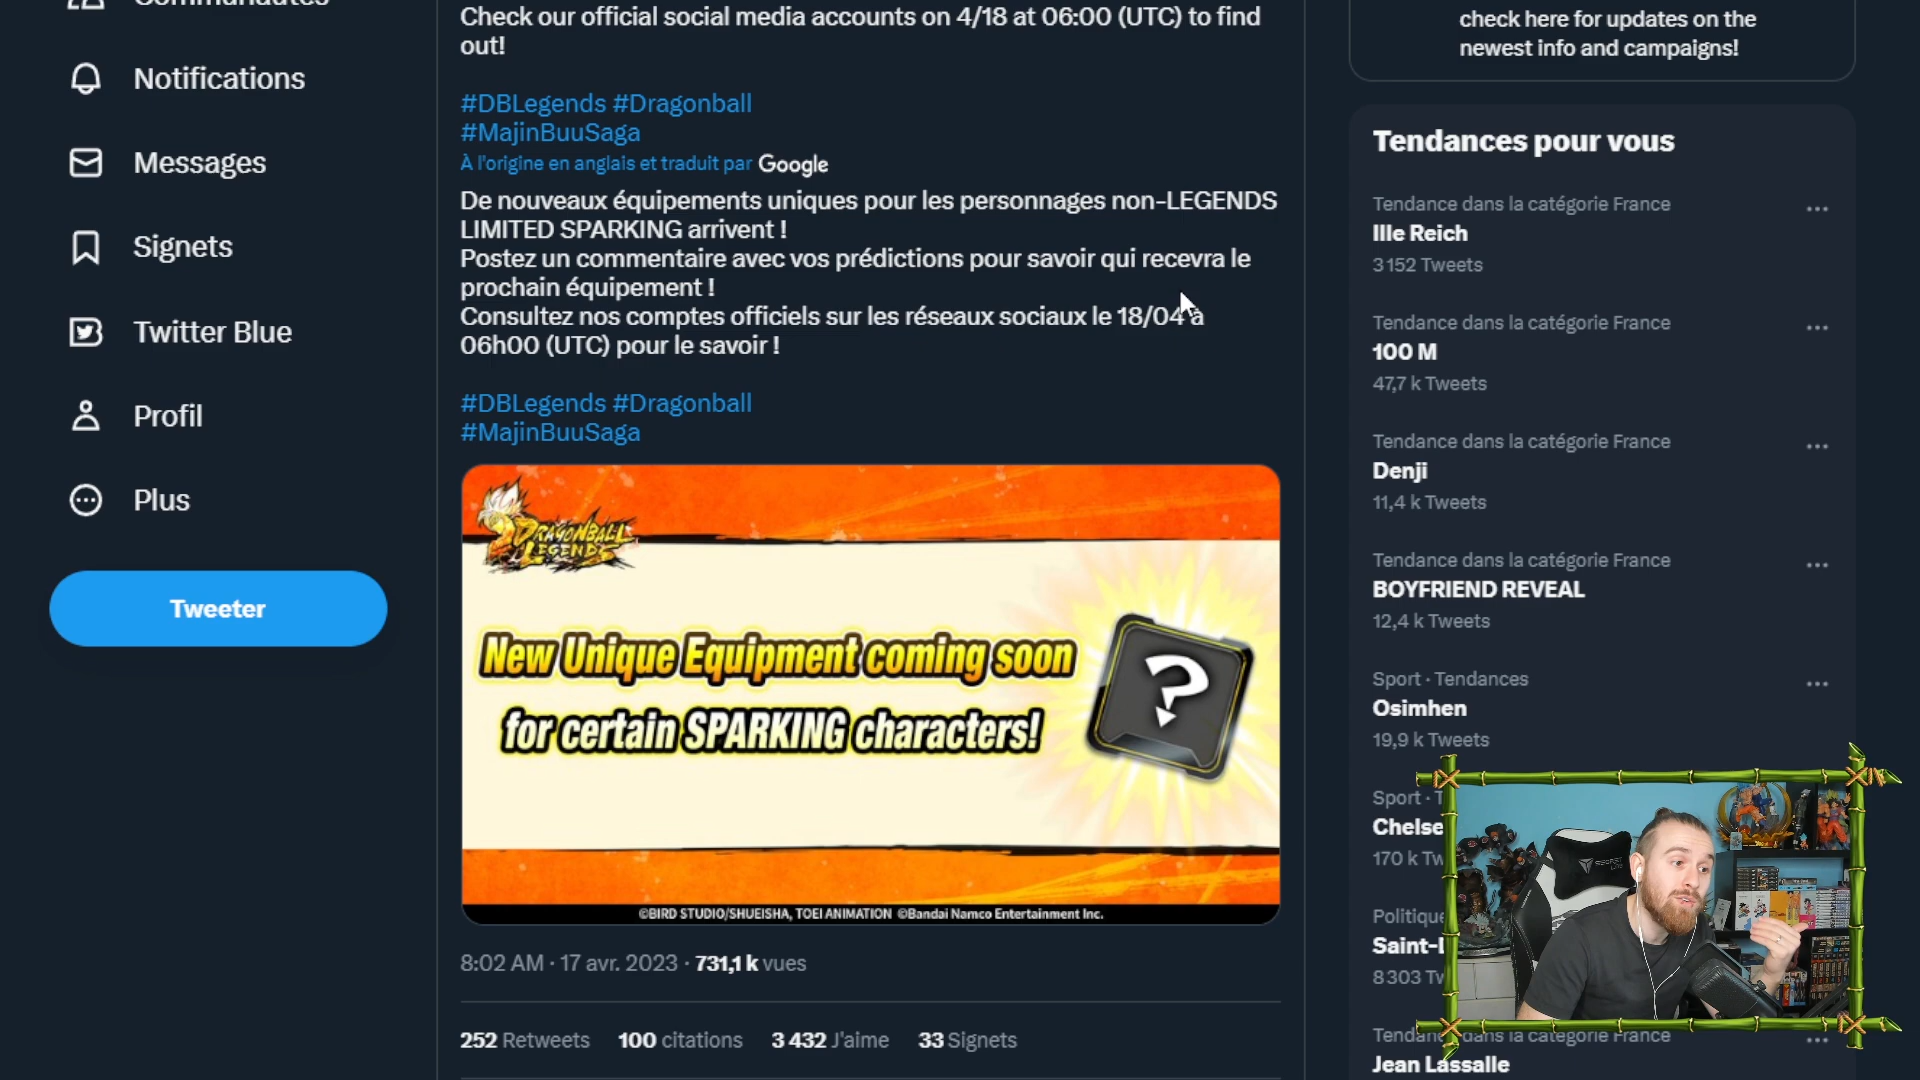 Communautés
Notifications
Messages
Signets
Twitter Blue
Profil
Plus
Tweeter
Check our official social media accounts on 4/18 at 06:00 (UTC) to find
out!
#DBLegends #Dragonball
#MajinBuuSaga
À l'origine en anglais et traduit par Google
De nouveaux équipements uniques pour les personnages non-LEGENDS
LIMITED SPARKING arrivent !
Postez un commentaire avec vos prédictions pour savoir qui recevra le
prochain équipement !
Consultez nos comptes officiels sur les réseaux sociaux le 18/04 à
06h00 (UTC) pour le savoir !
#DBLegends #Dragonball
#MajinBuuSaga
DRAGONBALL
LEGENDS
New Unique Equipment coming soon
for certain SPARKING characters!
?
©BIRD STUDIO/SHUEISHA, TOEI ANIMATION ©Bandai Namco Entertainment Inc.
8:02 AM · 17 avr. 2023 · 731,1 k vues
252 Retweets 100 citations 3 432 J'aime 33 Signets
check here for updates on the
newest info and campaigns!
Tendances pour vous
Tendance dans la catégorie France
IIIe Reich
3 152 Tweets
Tendance dans la catégorie France
100 M
47,7 k Tweets
Tendance dans la catégorie France
Denji
11,4 k Tweets
Tendance dans la catégorie France
BOYFRIEND REVEAL
12,4 k Tweets
Sport · Tendances
Osimhen
19,9 k Tweets
Sport · T
Chelse
170 k Tw
Politique
Saint-
8 303 Tw
Tendan dans la catégorie France
Jean Lassalle